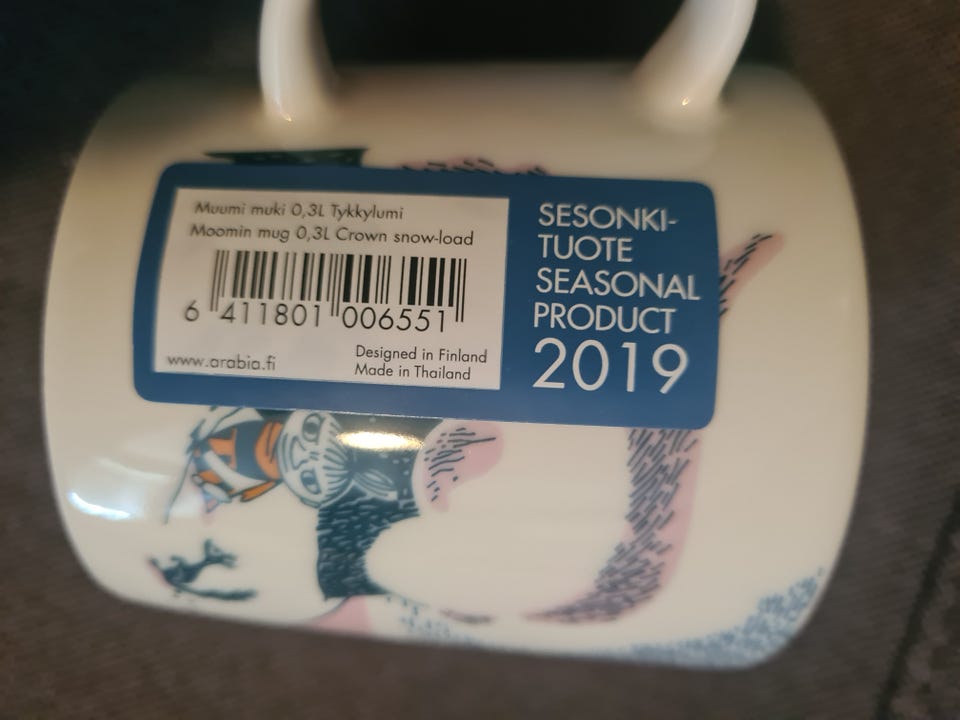 Muumi muki 0,3L Tykkylumi
Moomin mug 0,3L Crown snow-load
6 411801 006551
www.arabia.fi
Designed in Finland
Made in Thailand
SESONKI-
TUOTE
SEASONAL
PRODUCT
2019